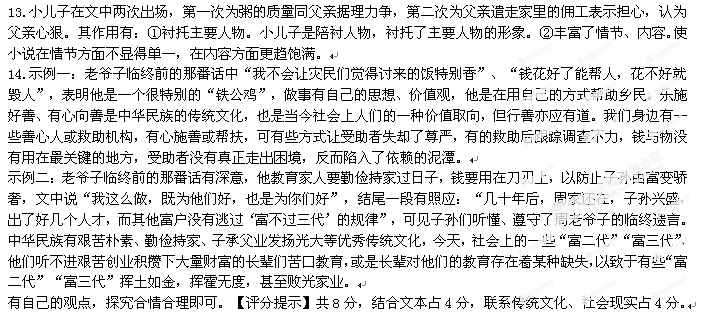 13.小儿子在文中两次出场，第一次为粥的质量同父亲据理力争，第二次为父亲遣走家里的佣工表示担心，认为
父亲心狠。其作用有：①衬托主要人物。小儿子是陪衬人物，衬托了主要人物的形象。②丰富了情节、内容。使
小说在情节方面不显得单一，在内容方面更趋饱满。
14.示例一：老爷子临终前的那番话中“我不会让灾民们觉得讨来的饭特别香”、“钱花好了能帮人，花不好就
毁人”，表明他是一个很特别的“铁公鸡”，做事有自己的思想、价值观，他是在用自己的方式帮助乡民。乐施
好善、有心向善是中华民族的传统文化，也是当今社会上人们的一种价值取向，但行善亦应有道。我们身边有--
些善心人或救助机构，有心施善或帮扶，可有些方式让受助者失却了尊严，有的救助后跟踪调查不力，钱与物没
有用在最关键的地方，受助者没有真正走出困境，反而陷入了依赖的泥潭。
示例二：老爷子临终前的那番话有深意，他教育家人要勤俭持家过日子，钱要用在刀刃上，以防止子孙因富变骄
奢，文中说“我这么做，既为他们好，也是为你们好”，结尾一段有照应：“几十年后，周家还在，子孙兴盛，
出了好几个人才，而其他富户没有逃过‘富不过三代’的规律”，可见子孙们听懂、遵守了周老爷子的临终遗言。
中华民族有艰苦朴素、勤俭持家、子承父业发扬光大等优秀传统文化，今天，社会上的一些“富二代”“富三代”，
他们听不进艰苦创业积攒下大量财富的长辈们苦口教育，或是长辈对他们的教育存在着某种缺失，以致于有些“富
二代”“富三代”挥土如金，挥霍无度，甚至败光家业。
有自己的观点，探究合情合理即可。【评分提示】共8分，结合文本占4分，联系传统文化、社会现实占4分。